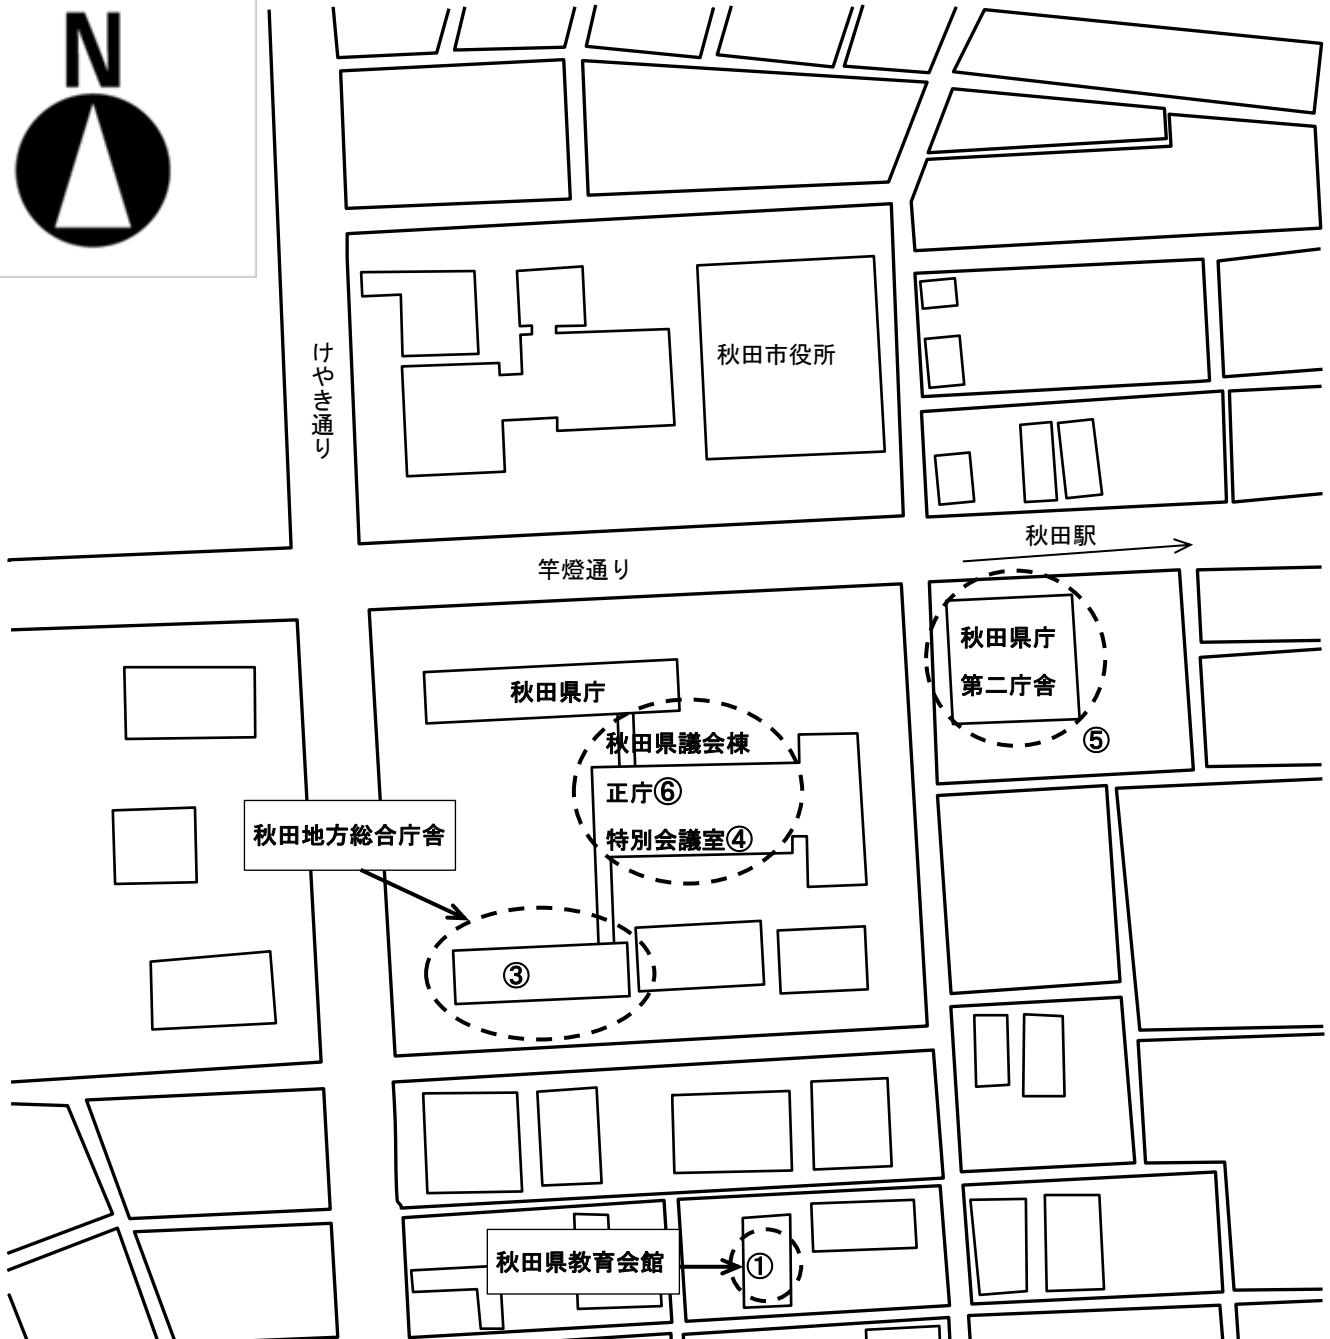 N
けやき通り
秋田市役所
秋田駅
竿燈通り
秋田県庁
第二庁舎
⑤
秋田県庁
秋田県議会棟
正庁⑥
特別会議室④
秋田地方総合庁舎
③
秋田県教育会館
①